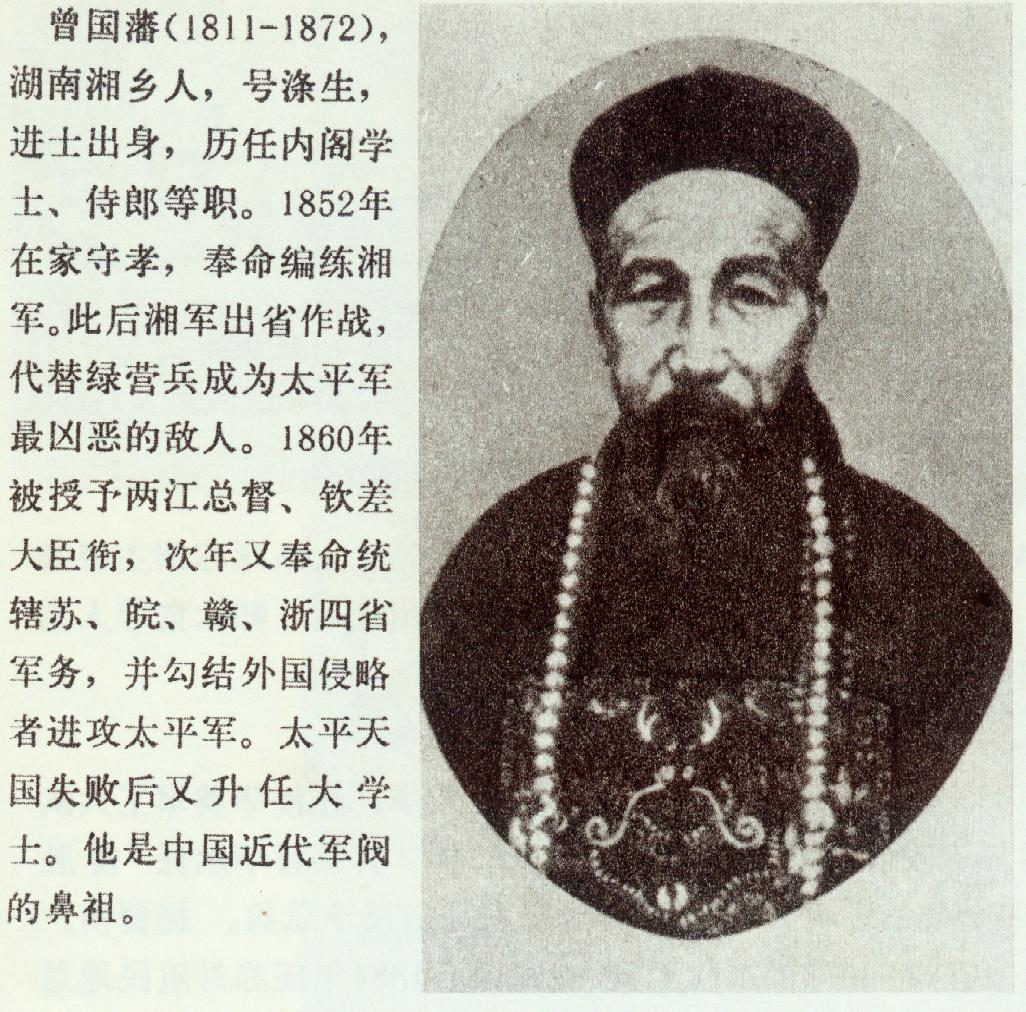 曾国藩(1811-1872),
湖南湘乡人，号涤生，
进士出身，历任内阁学
士、侍郎等职。1852年
在家守孝，奉命编练湘
军。此后湘军出省作战，
代替绿营兵成为太平军
最凶恶的敌人。1860年
被授予两江总督、钦差
大臣衔，次年又奉命统
辖苏、皖、赣、浙四省
军务，并勾结外国侵略
者进攻太平军。太平天
国失败后又升任大学
士。他是中国近代军阀
的鼻祖。